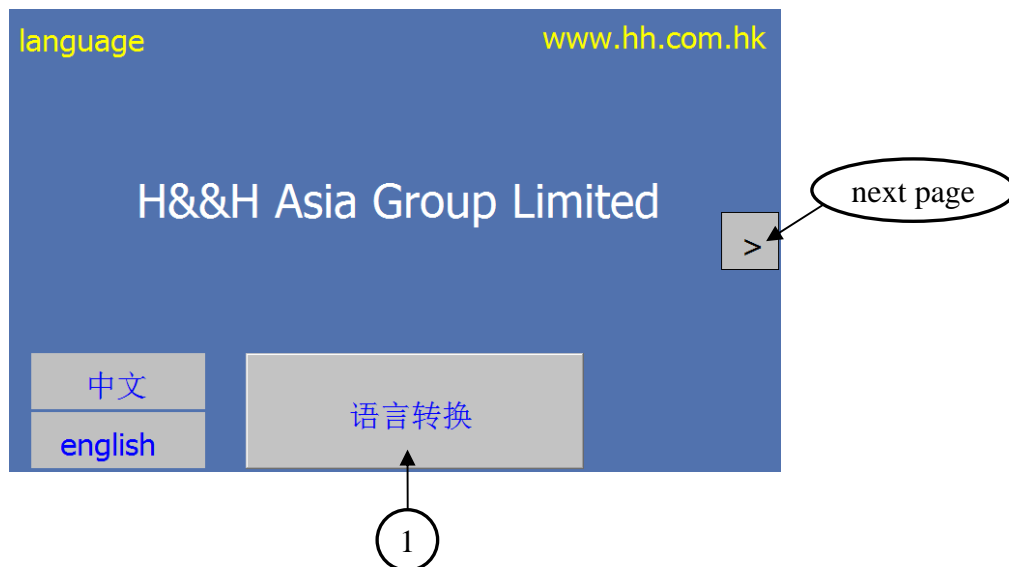 language
www.hh.com.hk
H&&H Asia Group Limited
next page
>
中文
语言转换
english
1